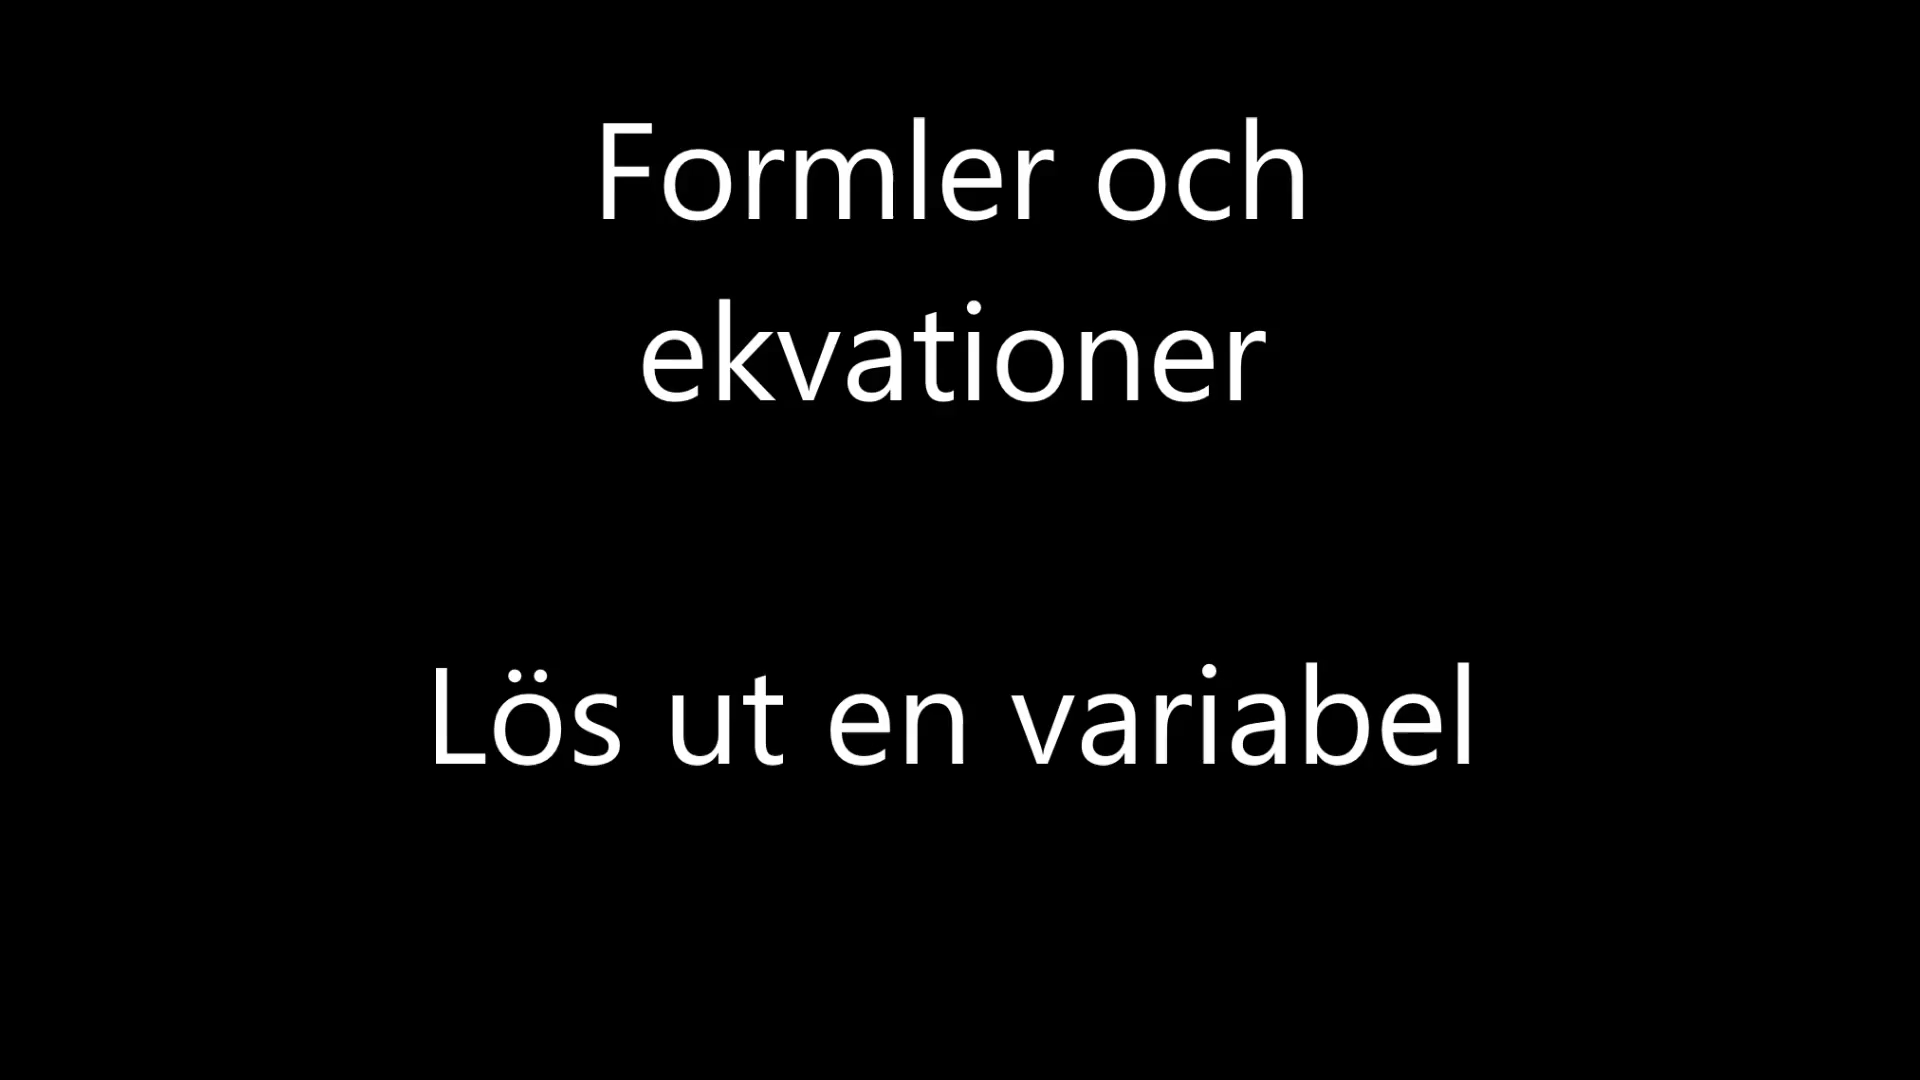 Formler och
ekvationer
Lös ut en variabel